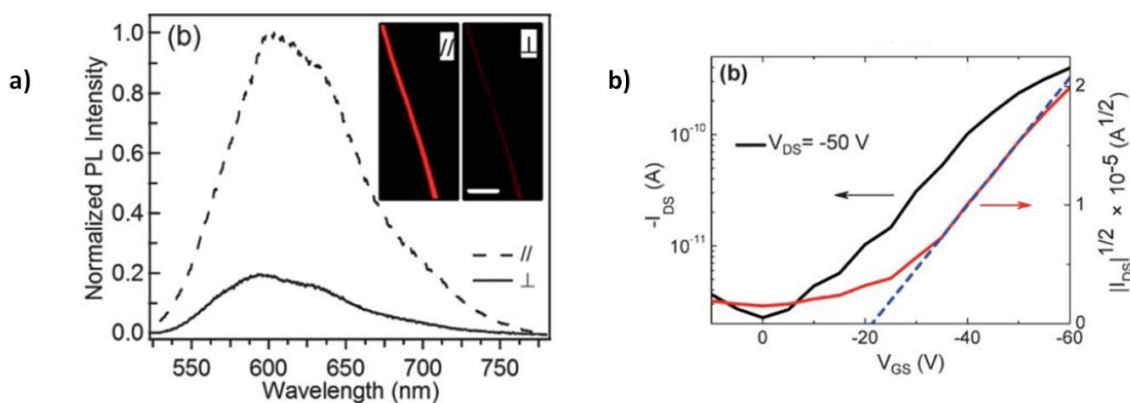 a)
(b)
Normalized PL Intensity
1.0
0.8
0.6
0.4
0.2
0.0
//
⊥
//
⊥
550 600 650 700 750
Wavelength (nm)
b)
(b)
V_DS= -50 V
-I_DS (A)
10^-10
10^-11
|I_DS|^1/2 × 10^-5 (A^1/2)
2
1
0
0 -20 -40 -60
V_GS (V)